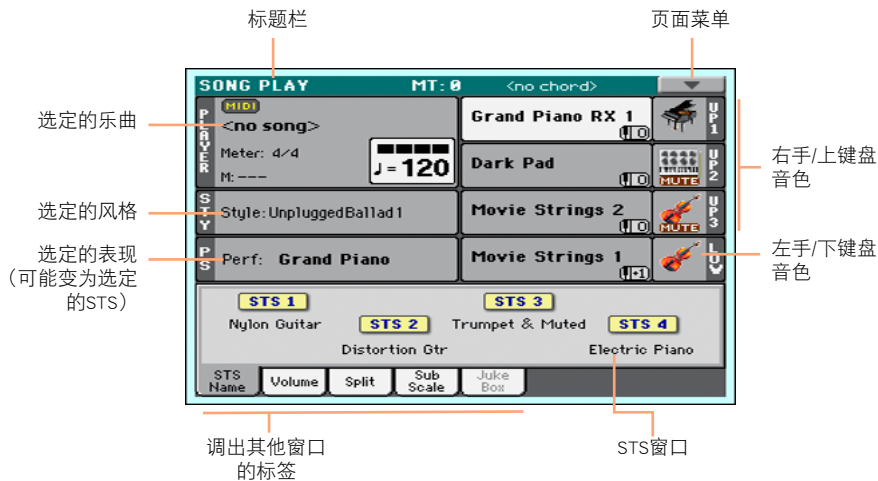 标题栏
页面菜单
SONG PLAY MT: 0 <no chord>
选定的乐曲
PLAYER
MIDI
<no song>
Meter: 4/4
M: ---
♩=120
Grand Piano RX 1
0
UP1
Dark Pad
0
MUTE
UP2
右手/上键盘
音色
选定的风格
STY
Style: UnpluggedBallad1
Movie Strings 2
0
MUTE
UP3
选定的表现
(可能变为选定
的STS)
PS
Perf: Grand Piano
Movie Strings 1
+1
LOW
左手/下键盘
音色
STS 1
STS 3
Nylon Guitar
STS 2
Trumpet & Muted
STS 4
Distortion Gtr
Electric Piano
STS Name
Volume
Split
Sub Scale
Juke Box
调出其他窗口
的标签
STS窗口